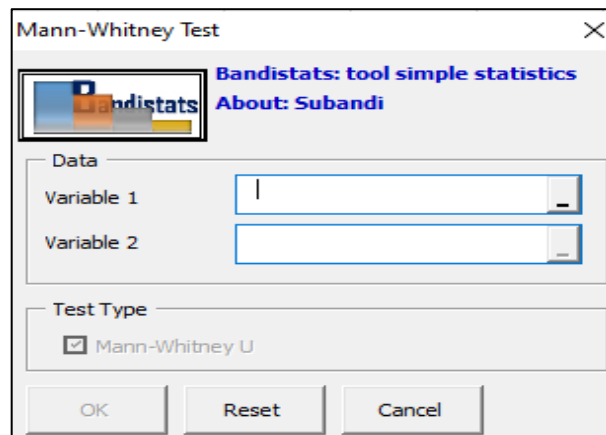 Mann-Whitney Test
Bandistats: tool simple statistics
Bandistats
About: Subandi
Data
Variable 1
Variable 2
Test Type
Mann-Whitney U
OK
Reset
Cancel